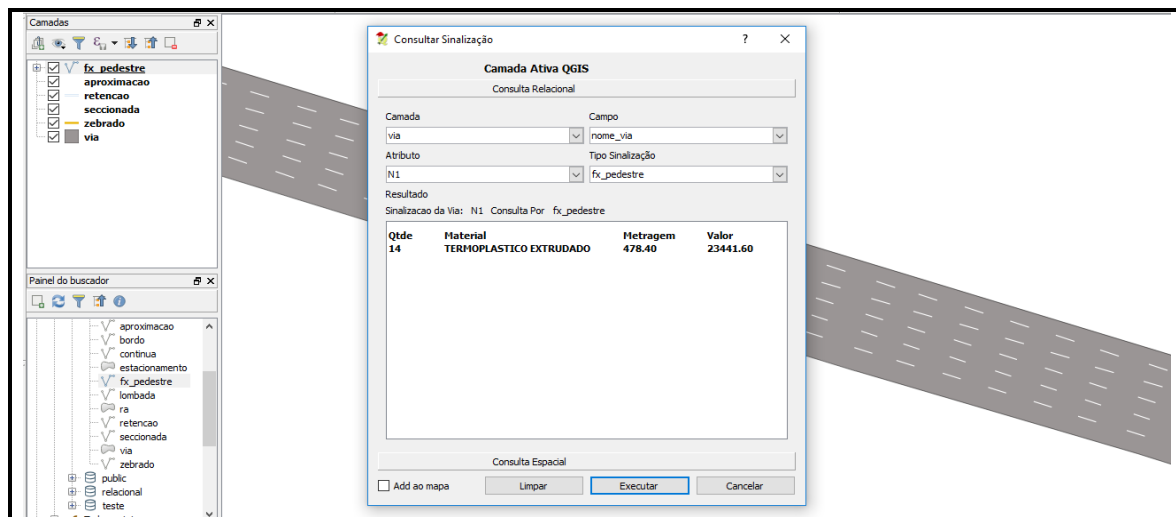 Camadas
fx_pedestre
aproximacao
retencao
seccionada
zebrado
via
Painel do buscador
aproximacao
bordo
continua
estacionamento
fx_pedestre
lombada
ra
retencao
seccionada
via
zebrado
public
relacional
teste
Consultar Sinalização
Camada Ativa QGIS
Consulta Relacional
Camada Campo
via nome_via
Atributo Tipo Sinalização
N1 fx_pedestre
Resultado
Sinalizacao da Via: N1 Consulta Por fx_pedestre
Qtde Material Metragem Valor
14 TERMOPLASTICO EXTRUDADO 478.40 23441.60
Consulta Espacial
Add ao mapa Limpar Executar Cancelar